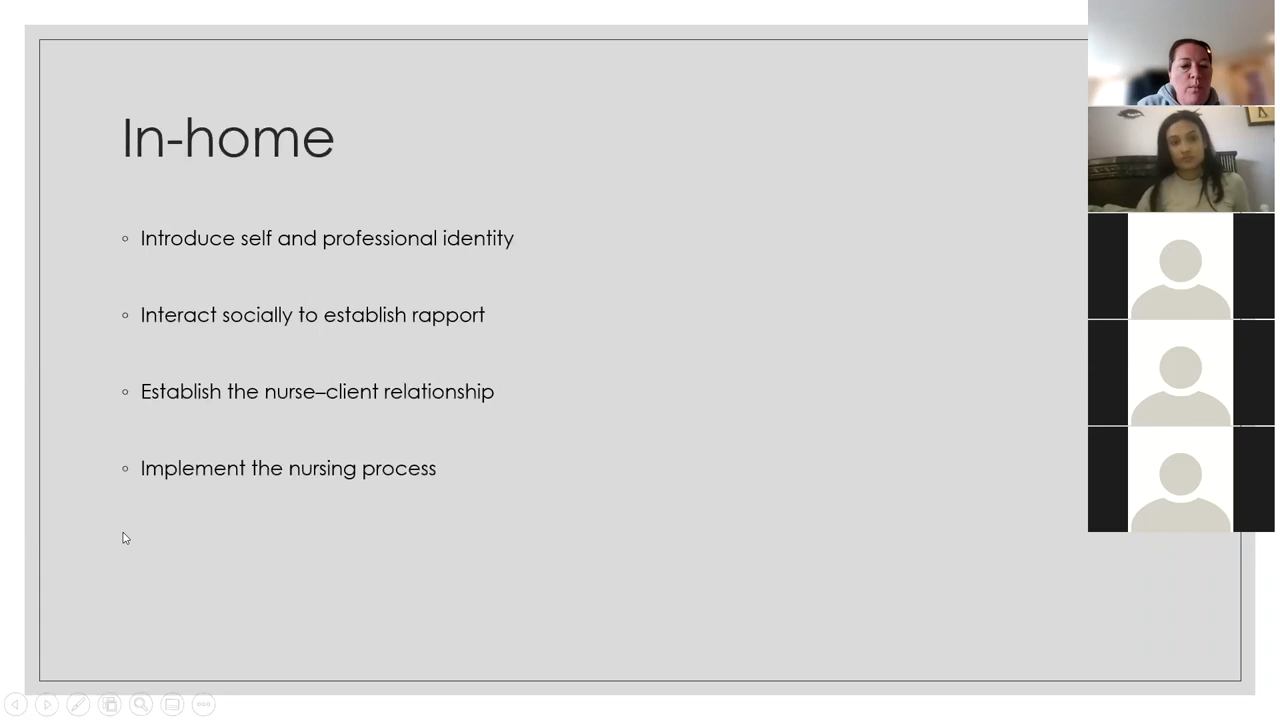 In-home
Introduce self and professional identity
Interact socially to establish rapport
Establish the nurse–client relationship
Implement the nursing process